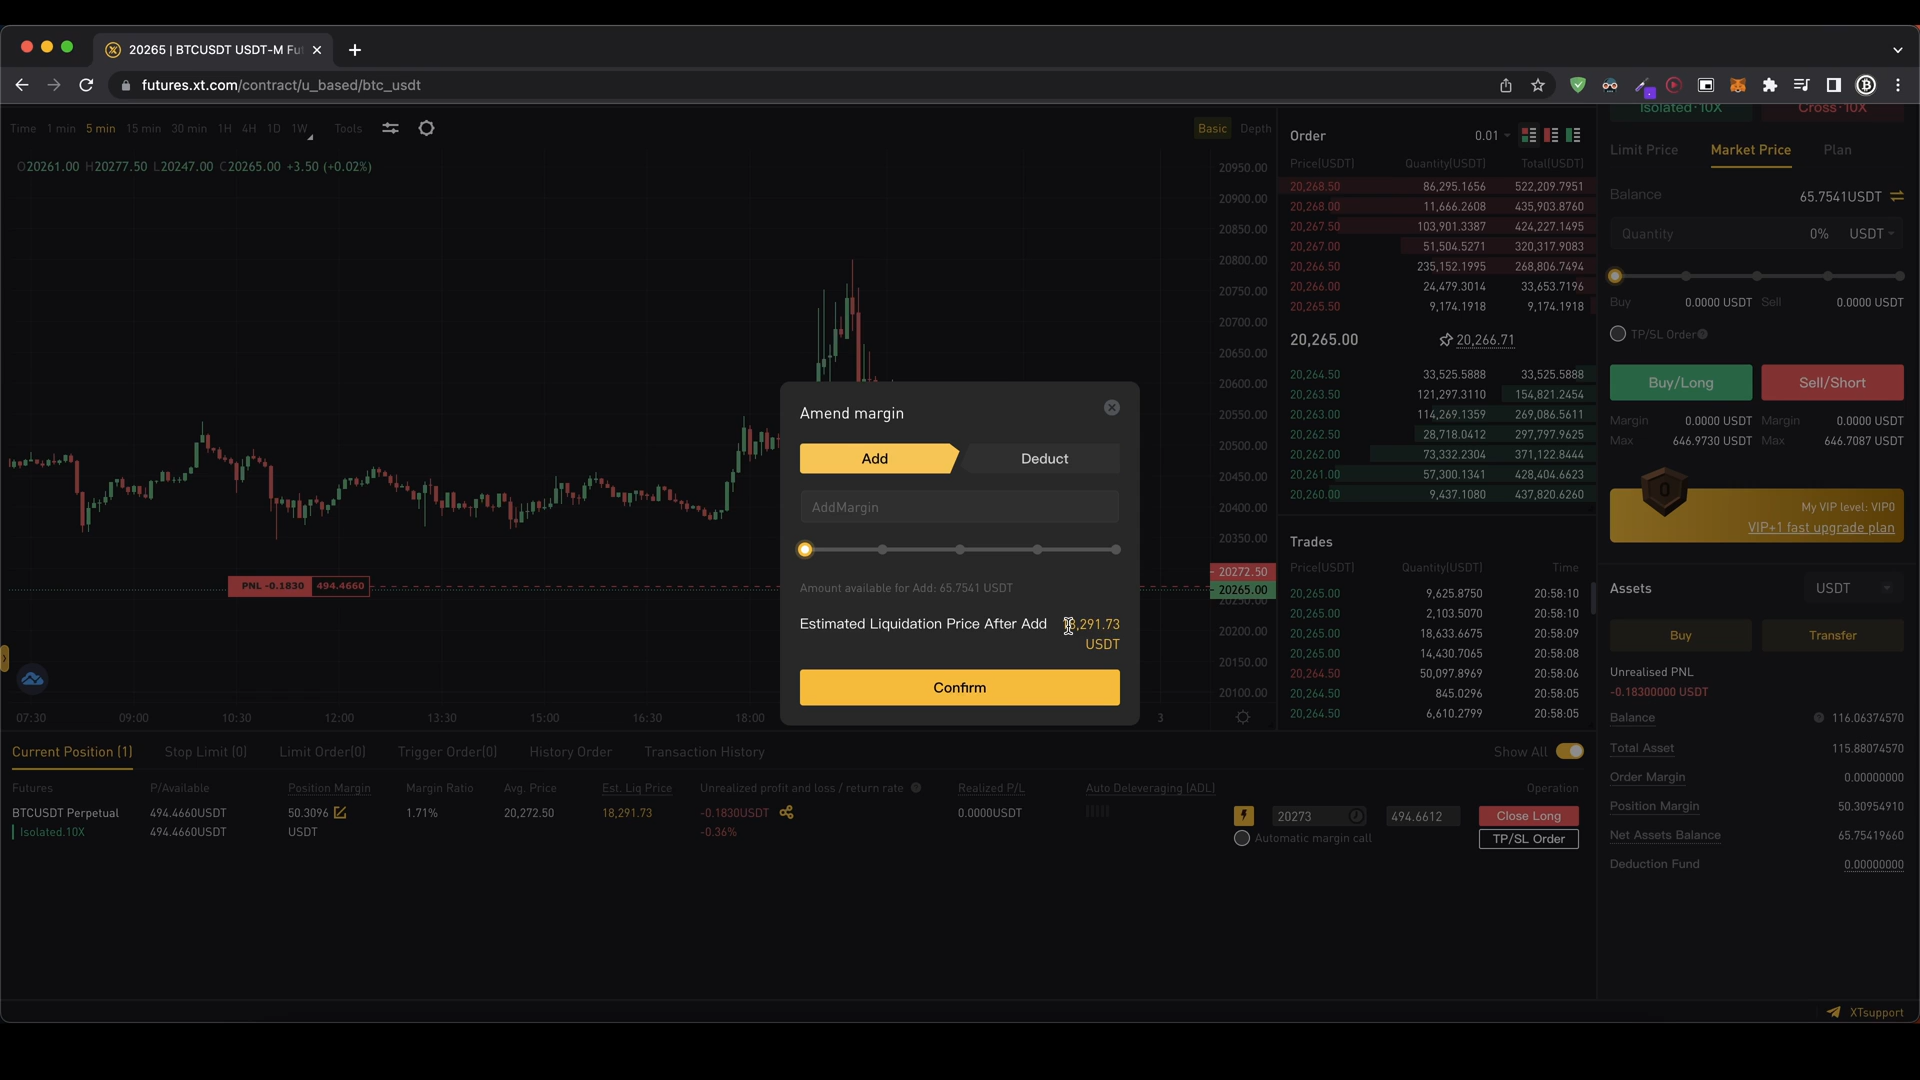 20265 | BTCUSDT USDT-M Fu
futures.xt.com/contract/u_based/btc_usdt
Time 1 min 5 min 15 min 30 min 1H 4H 1D 1W Tools Basic Depth
O20261.00 H20277.50 L20247.00 C20265.00 +3.50 (+0.02%)
20950.00
20900.00
20850.00
20800.00
20750.00
20700.00
20650.00
20600.00
20550.00
20500.00
20450.00
20400.00
20350.00
20272.50
20265.00
20200.00
20150.00
20100.00
PNL -0.1830 494.4660
07:30 09:00 10:30 12:00 13:30 15:00 16:30 18:00 3
Amend margin
Add Deduct
AddMargin
Amount available for Add: 65.7541 USDT
Estimated Liquidation Price After Add ,291.73
USDT
Confirm
Order 0.01
Price(USDT) Quantity(USDT) Total(USDT)
20,268.50 86,295.1656 522,209.7951
20,268.00 11,666.2608 435,903.8760
20,267.50 103,901.3387 424,227.1495
20,267.00 51,504.5271 320,317.9083
20,266.50 235,152.1995 268,806.7494
20,266.00 24,479.3014 33,653.7196
20,265.50 9,174.1918 9,174.1918
20,265.00 20,266.71
20,264.50 33,525.5888 33,525.5888
20,263.50 121,297.3110 154,821.2454
20,263.00 114,269.1359 269,086.5611
20,262.50 28,718.0412 297,797.9625
20,262.00 73,332.2304 371,122.8444
20,261.00 57,300.1341 428,404.6623
20,260.00 9,437.1080 437,820.6260
Trades
Price(USDT) Quantity(USDT) Time
20,265.00 9,625.8750 20:58:10
20,265.00 2,103.5070 20:58:10
20,265.00 18,633.6675 20:58:09
20,265.00 14,430.7065 20:58:08
20,264.50 50,097.8969 20:58:06
20,264.50 845.0296 20:58:05
20,264.50 6,610.2799 20:58:05
Isolated·10X Cross·10X
Limit Price Market Price Plan
Balance 65.7541USDT
Quantity 0% USDT
Buy 0.0000 USDT Sell 0.0000 USDT
TP/SL Order
Buy/Long Sell/Short
Margin 0.0000 USDT Margin 0.0000 USDT
Max 646.9730 USDT Max 646.7087 USDT
0
My VIP level: VIP0
VIP+1 fast upgrade plan
Assets USDT
Buy Transfer
Unrealised PNL
-0.18300000 USDT
Balance 116.06374570
Total Asset 115.88074570
Order Margin 0.00000000
Position Margin 50.30954910
Net Assets Balance 65.75419660
Deduction Fund 0.00000000
Current Position (1) Stop Limit (0) Limit Order(0) Trigger Order(0) History Order Transaction History Show All
Futures P/Available Position Margin Margin Ratio Avg. Price Est. Liq Price Unrealized profit and loss / return rate Realized P/L Auto Deleveraging (ADL) Operation
BTCUSDT Perpetual 494.4660USDT 50.3096 1.71% 20,272.50 18,291.73 -0.1830USDT 0.0000USDT 20273 494.6612 Close Long
Isolated.10X 494.4660USDT USDT -0.36% Automatic margin call TP/SL Order
XTsupport